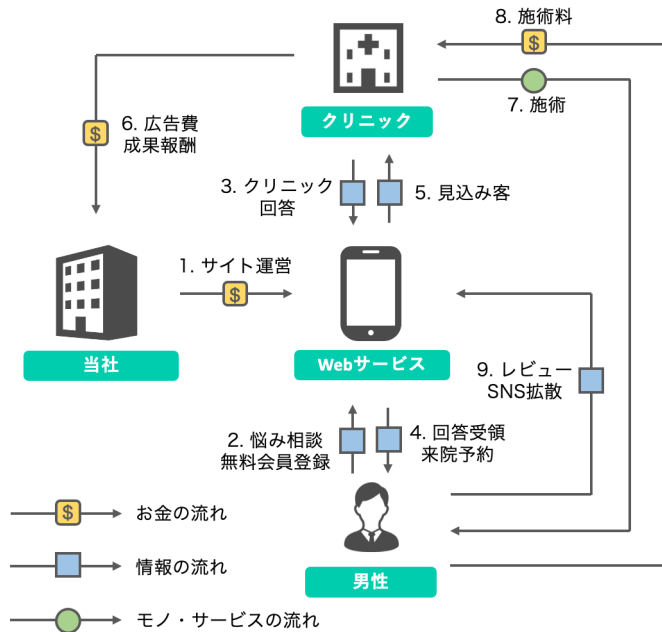 8. 施術料
7. 施術
クリニック
6. 広告費
成果報酬
3. クリニック
回答
5. 見込み客
1. サイト運営
$
当社
Webサービス
9. レビュー
SNS拡散
2. 悩み相談
無料会員登録
4. 回答受領
来院予約
男性
$
お金の流れ
情報の流れ
モノ・サービスの流れ
$
$